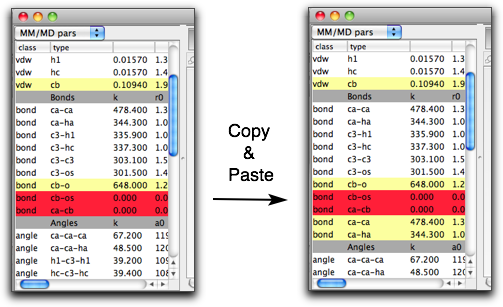 MM/MD pars
class type
vdw h1 0.01570 1.3
vdw hc 0.01570 1.4
vdw cb 0.10940 1.9
Bonds k r0
bond ca-ca 478.400 1.3
bond ca-ha 344.300 1.0
bond c3-h1 335.900 1.0
bond c3-hc 337.300 1.0
bond c3-c3 303.100 1.5
bond c3-os 301.500 1.4
bond cb-o 648.000 1.2
bond cb-os 0.000 0.0
bond ca-cb 0.000 0.0
Angles k a0
angle ca-ca-ca 67.200 119
angle ca-ca-ha 48.500 120
angle h1-c3-h1 39.200 109
angle hc-c3-hc 39.400 108
Copy
&
Paste
MM/MD pars
class type
vdw h1 0.01570 1.3
vdw hc 0.01570 1.4
vdw cb 0.10940 1.9
Bonds k r0
bond ca-ca 478.400 1.3
bond ca-ha 344.300 1.0
bond c3-h1 335.900 1.0
bond c3-hc 337.300 1.0
bond c3-c3 303.100 1.5
bond c3-os 301.500 1.4
bond cb-o 648.000 1.2
bond cb-os 0.000 0.0
bond ca-cb 0.000 0.0
bond ca-ca 478.400 1.3
bond ca-ha 344.300 1.0
Angles k a0
angle ca-ca-ca 67.200 119
angle ca-ca-ha 48.500 120